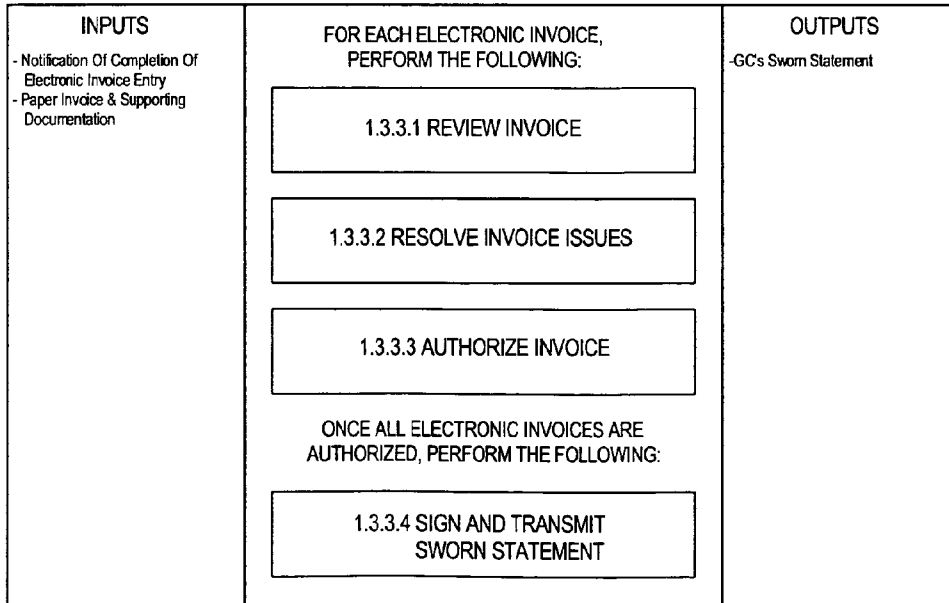 INPUTS
- Notification Of Completion Of
Electronic Invoice Entry
- Paper Invoice & Supporting
Documentation
FOR EACH ELECTRONIC INVOICE,
PERFORM THE FOLLOWING:
1.3.3.1 REVIEW INVOICE
1.3.3.2 RESOLVE INVOICE ISSUES
1.3.3.3 AUTHORIZE INVOICE
ONCE ALL ELECTRONIC INVOICES ARE
AUTHORIZED, PERFORM THE FOLLOWING:
1.3.3.4 SIGN AND TRANSMIT
SWORN STATEMENT
OUTPUTS
-GC's Sworn Statement